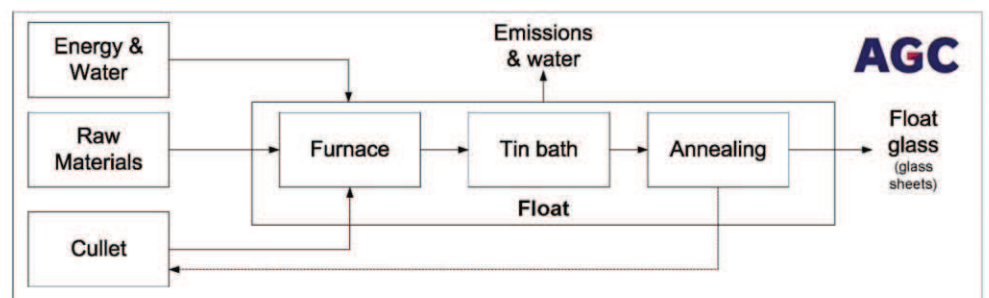 Energy &
Water
Emissions
& water
AGC
Raw
Materials
Furnace
Tin bath
Annealing
Float
glass
(glass
sheets)
Float
Cullet